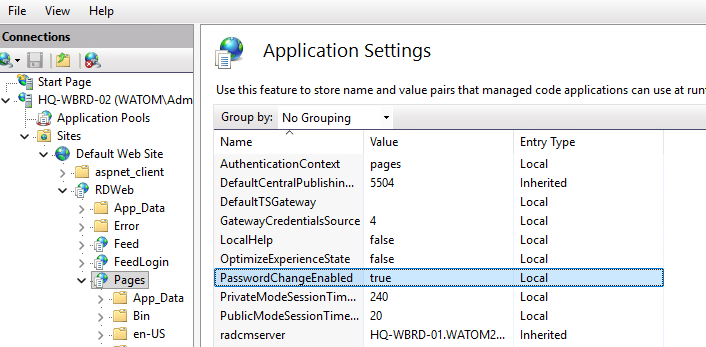 File View Help
Connections
Start Page
HQ-WBRD-02 (WATOM\Adm
Application Pools
Sites
Default Web Site
aspnet_client
RDWeb
App_Data
Error
Feed
FeedLogin
Pages
App_Data
Bin
en-US
Application Settings
Use this feature to store name and value pairs that managed code applications can use at runt
Group by: No Grouping
Name Value Entry Type
AuthenticationContext pages Local
DefaultCentralPublishin... 5504 Inherited
DefaultTSGateway Local
GatewayCredentialsSource 4 Local
LocalHelp false Local
OptimizeExperienceState false Local
PasswordChangeEnabled true Local
PrivateModeSessionTime... 240 Local
PublicModeSessionTime... 20 Local
radcmserver HQ-WBRD-01.WATOM2... Inherited